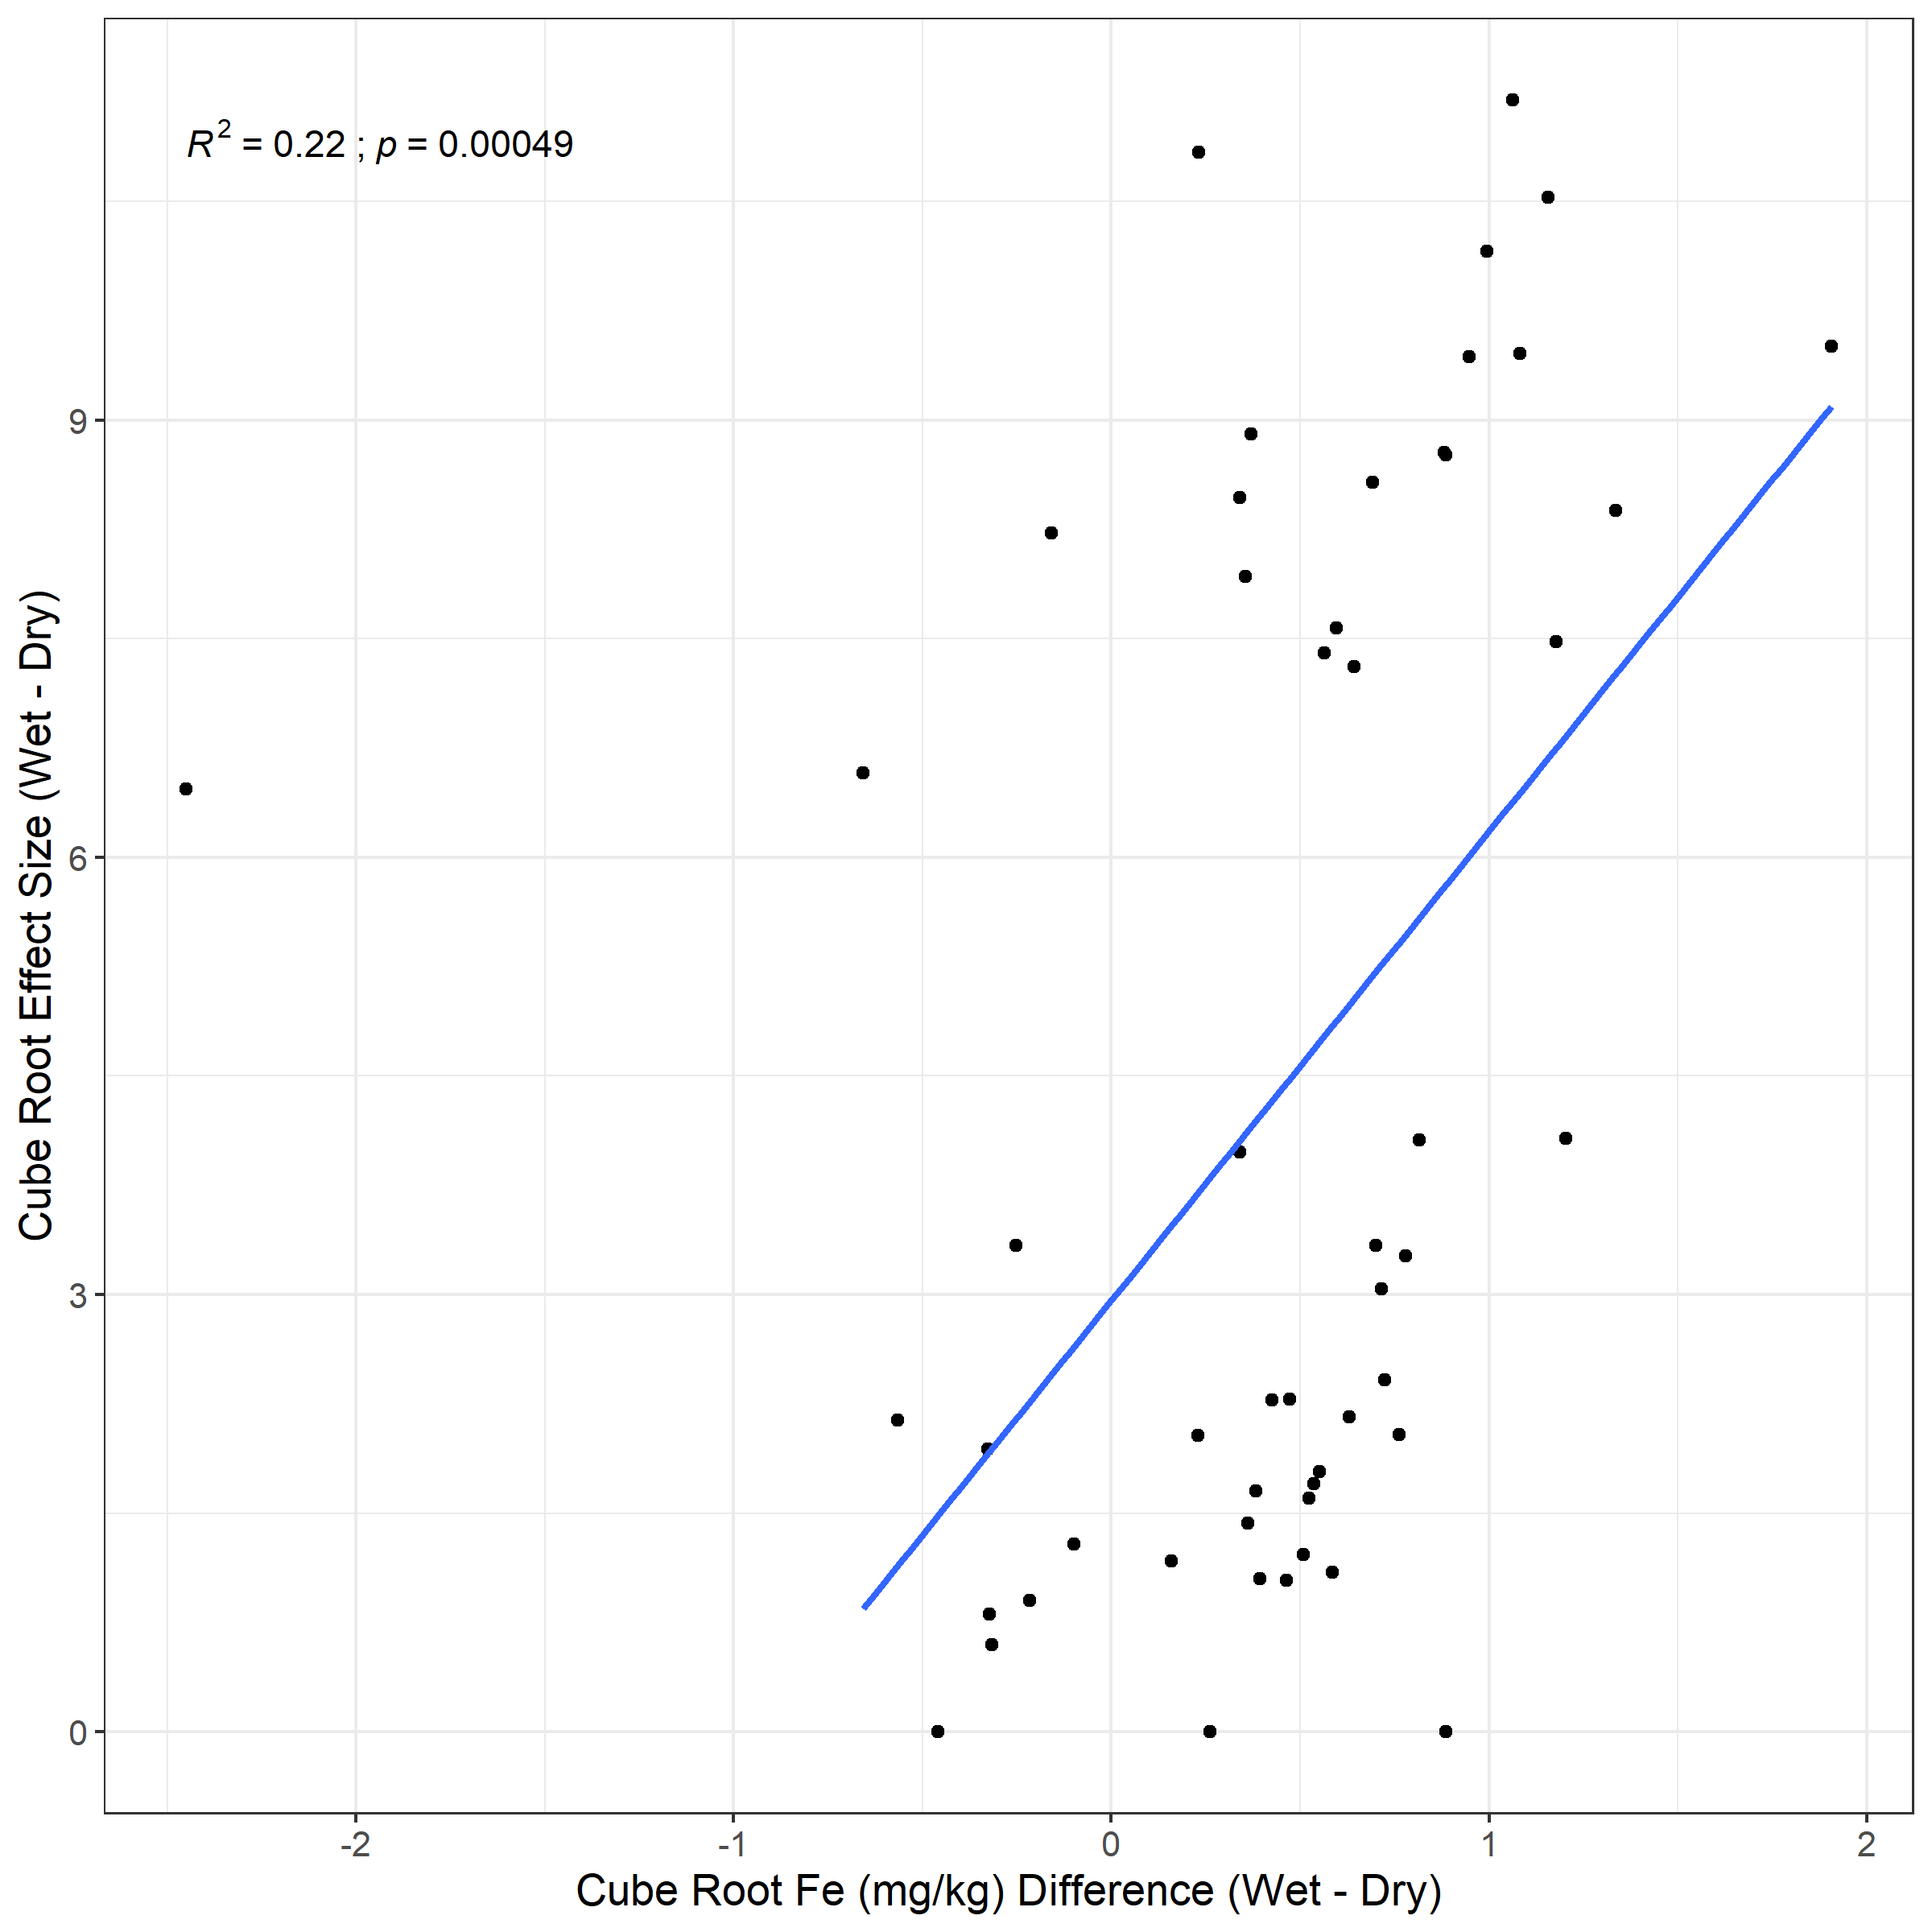 R² = 0.22 ; p = 0.00049
Cube Root Effect Size (Wet - Dry)
9
6
3
0
-2 -1 0 1 2
Cube Root Fe (mg/kg) Difference (Wet - Dry)